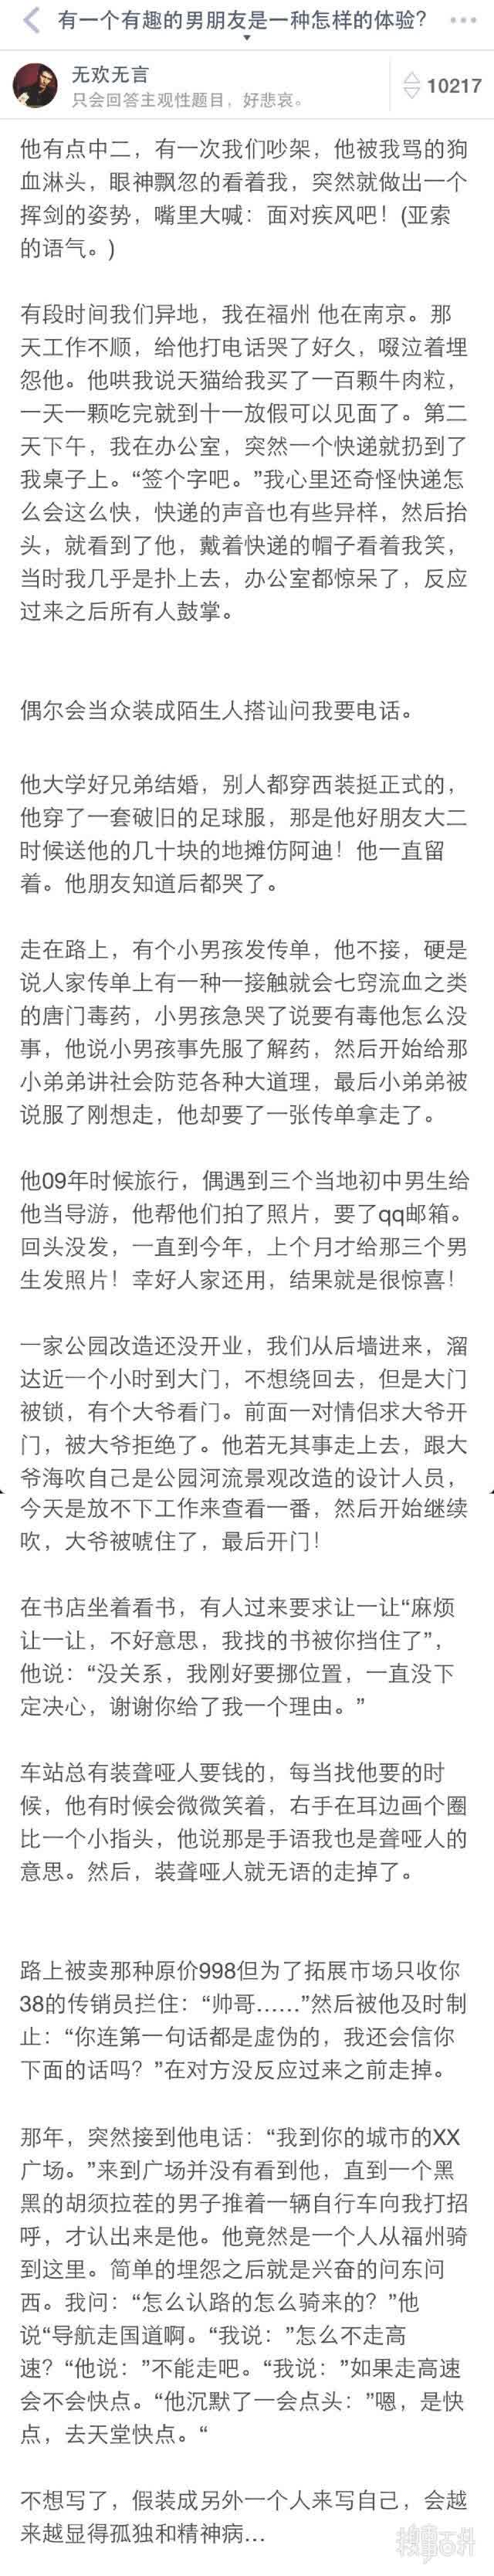 有一个有趣的男朋友是一种怎样的体验?
无欢无言
只会回答主观性题目，好悲哀。
10217
他有点中二，有一次我们吵架，他被我骂的狗
血淋头，眼神飘忽的看着我，突然就做出一个
挥剑的姿势，嘴里大喊：面对疾风吧！(亚索
的语气。)
有段时间我们异地，我在福州 他在南京。那
天工作不顺，给他打电话哭了好久，啜泣着埋
怨他。他哄我说天猫给我买了一百颗牛肉粒，
一天一颗吃完就到十一放假可以见面了。第二
天下午，我在办公室，突然一个快递就扔到了
我桌子上。“签个字吧。”我心里还奇怪快递怎
么会这么快，快递的声音也有些异样，然后抬
头，就看到了他，戴着快递的帽子看着我笑，
当时我几乎是扑上去，办公室都惊呆了，反应
过来之后所有人鼓掌。
偶尔会当众装成陌生人搭讪问我要电话。
他大学好兄弟结婚，别人都穿西装挺正式的，
他穿了一套破旧的足球服，那是他好朋友大二
时候送他的几十块的地摊仿阿迪！他一直留
着。他朋友知道后都哭了。
走在路上，有个小男孩发传单，他不接，硬是
说人家传单上有一种一接触就会七窍流血之类
的唐门毒药，小男孩急哭了说要有毒他怎么没
事，他说小男孩事先服了解药，然后开始给那
小弟弟讲社会防范各种大道理，最后小弟弟被
说服了刚想走，他却要了一张传单拿走了。
他09年时候旅行，偶遇到三个当地初中男生给
他当导游，他帮他们拍了照片，要了qq邮箱。
回头没发，一直到今年，上个月才给那三个男
生发照片！幸好人家还用，结果就是很惊喜！
一家公园改造还没开业，我们从后墙进来，溜
达近一个小时到大门，不想绕回去，但是大门
被锁，有个大爷看门。前面一对情侣求大爷开
门，被大爷拒绝了。他若无其事走上去，跟大
爷海吹自己是公园河流景观改造的设计人员，
今天是放不下工作来查看一番，然后开始继续
吹，大爷被唬住了，最后开门！
在书店坐着看书，有人过来要求让一让“麻烦
让一让，不好意思，我找的书被你挡住了”，
他说：“没关系，我刚好要挪位置，一直没下
定决心，谢谢你给了我一个理由。”
车站总有装聋哑人要钱的，每当找他要的时
候，他有时候会微微笑着，右手在耳边画个圈
比一个小指头，他说那是手语我也是聋哑人的
意思。然后，装聋哑人就无语的走掉了。
路上被卖那种原价998但为了拓展市场只收你
38的传销员拦住：“帅哥……”然后被他及时制
止：“你连第一句话都是虚伪的，我还会信你
下面的话吗？”在对方没反应过来之前走掉。
那年，突然接到他电话：“我到你的城市的XX
广场。”来到广场并没有看到他，直到一个黑
黑的胡须拉茬的男子推着一辆自行车向我打招
呼，才认出来是他。他竟然是一个人从福州骑
到这里。简单的埋怨之后就是兴奋的问东问
西。我问：“怎么认路的怎么骑来的？”他
说“导航走国道啊。“我说：”怎么不走高
速？“他说：”不能走吧。“我说：”如果走高速
会不会快点。“他沉默了一会点头：”嗯，是快
点，去天堂快点。“
不想写了，假装成另外一个人来写自己，会越
来越显得孤独和精神病...